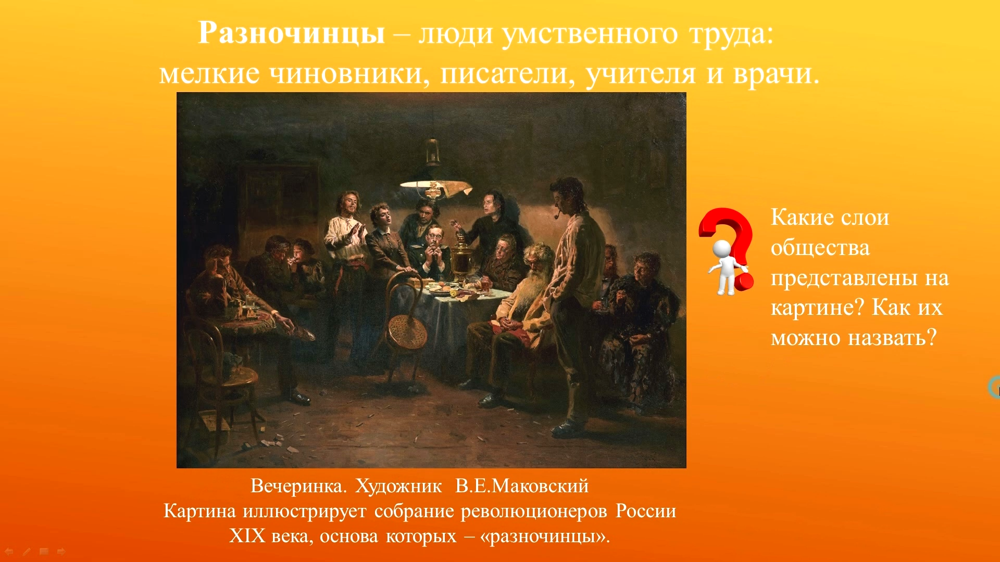 Разночинцы – люди умственного труда:
мелкие чиновники, писатели, учителя и врачи.
Какие слои
общества
представлены на
картине? Как их
можно назвать?
Вечеринка. Художник В.Е.Маковский
Картина иллюстрирует собрание революционеров России
XIX века, основа которых – «разночинцы».